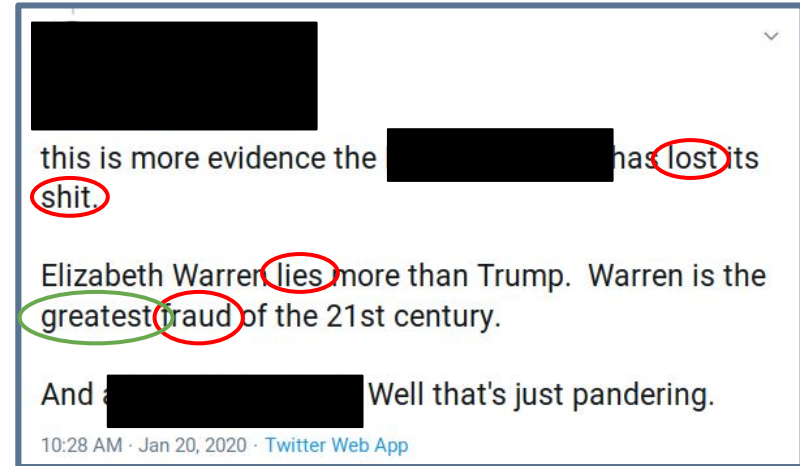 this is more evidence the has lost its
shit.
Elizabeth Warren lies more than Trump. Warren is the
greatest fraud of the 21st century.
And Well that's just pandering.
10:28 AM · Jan 20, 2020 · Twitter Web App